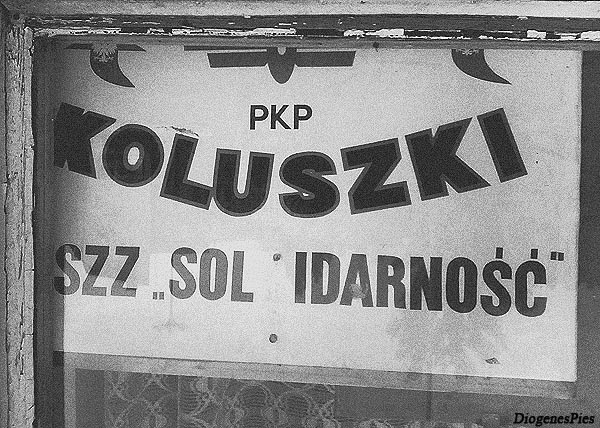 PKP
KOLUSZKI
SZZ „SOL IDARNOŚĆ"
DiogenesPies